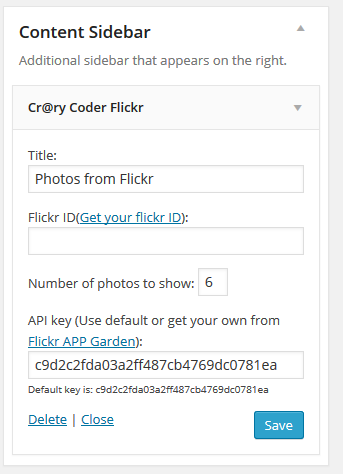 Content Sidebar
Additional sidebar that appears on the right.
Cr@ry Coder Flickr
Title:
Photos from Flickr
Flickr ID(Get your flickr ID):
Number of photos to show: 6
API key (Use default or get your own from
Flickr APP Garden):
c9d2c2fda03a2ff487cb4769dc0781ea
Default key is: c9d2c2fda03a2ff487cb4769dc0781ea
Delete | Close
Save